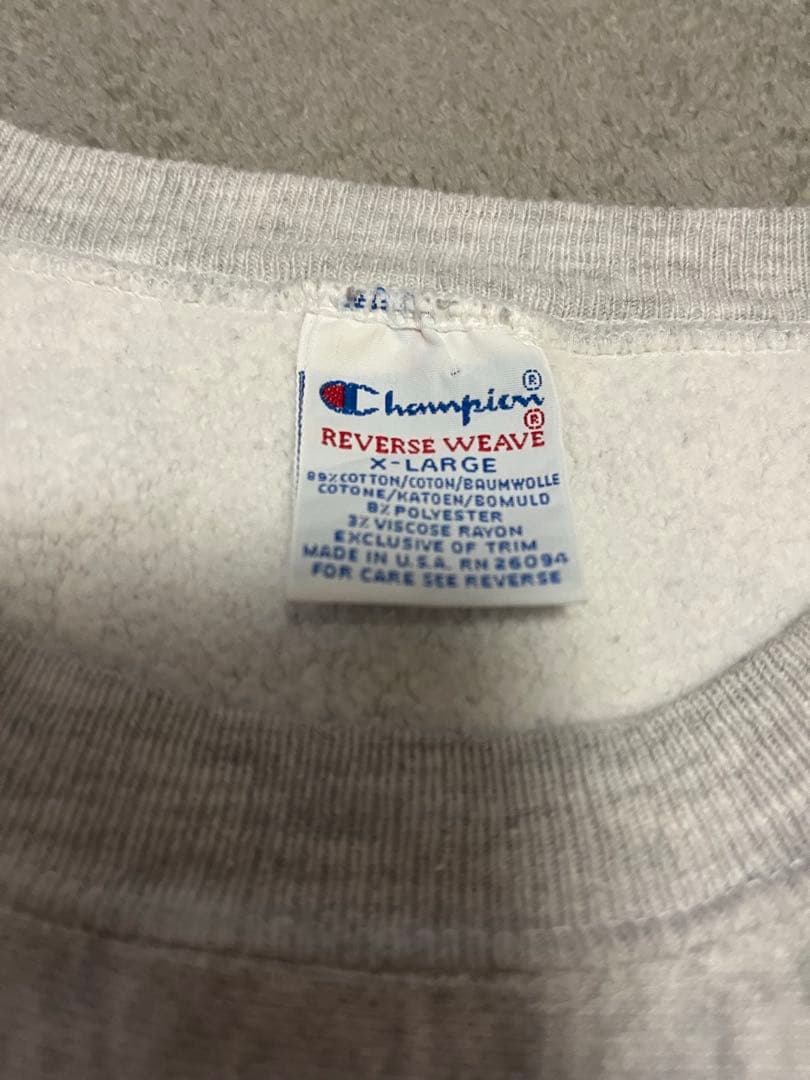 Champion®
REVERSE WEAVE®
X-LARGE
89% COTTON/COTON/BAUMWOLLE
COTONE/KATOEN/BOMULD
8% POLYESTER
3% VISCOSE RAYON
EXCLUSIVE OF TRIM
MADE IN U.S.A. RN 26094
FOR CARE SEE REVERSE